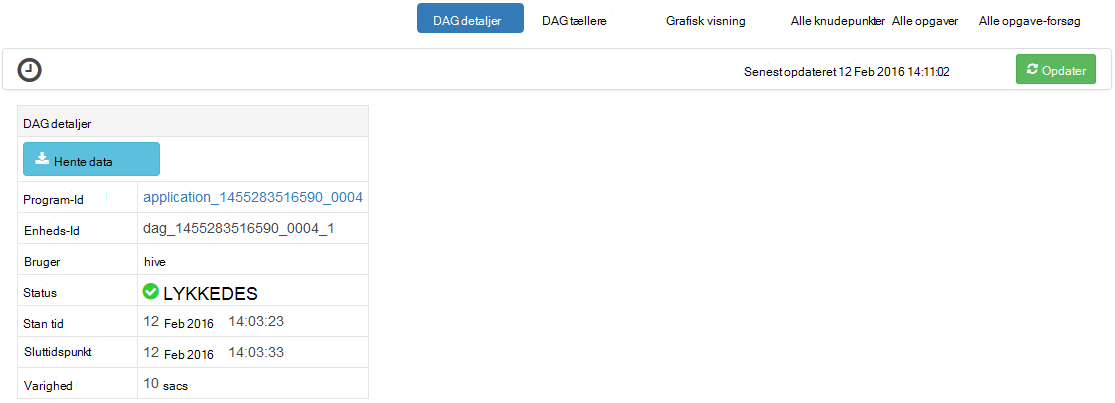 DAG detaljer DAG tællere Grafisk visning Alle knudepunkter Alle opgaver Alle opgave-forsøg
Senest opdateret 12 Feb 2016 14:11:02 Opdater
DAG detaljer
Hente data
Program-Id application_1455283516590_0004
Enheds-Id dag_1455283516590_0004_1
Bruger hive
Status LYKKEDES
Stan tid 12 Feb 2016 14:03:23
Sluttidspunkt 12 Feb 2016 14:03:33
Varighed 10 sacs